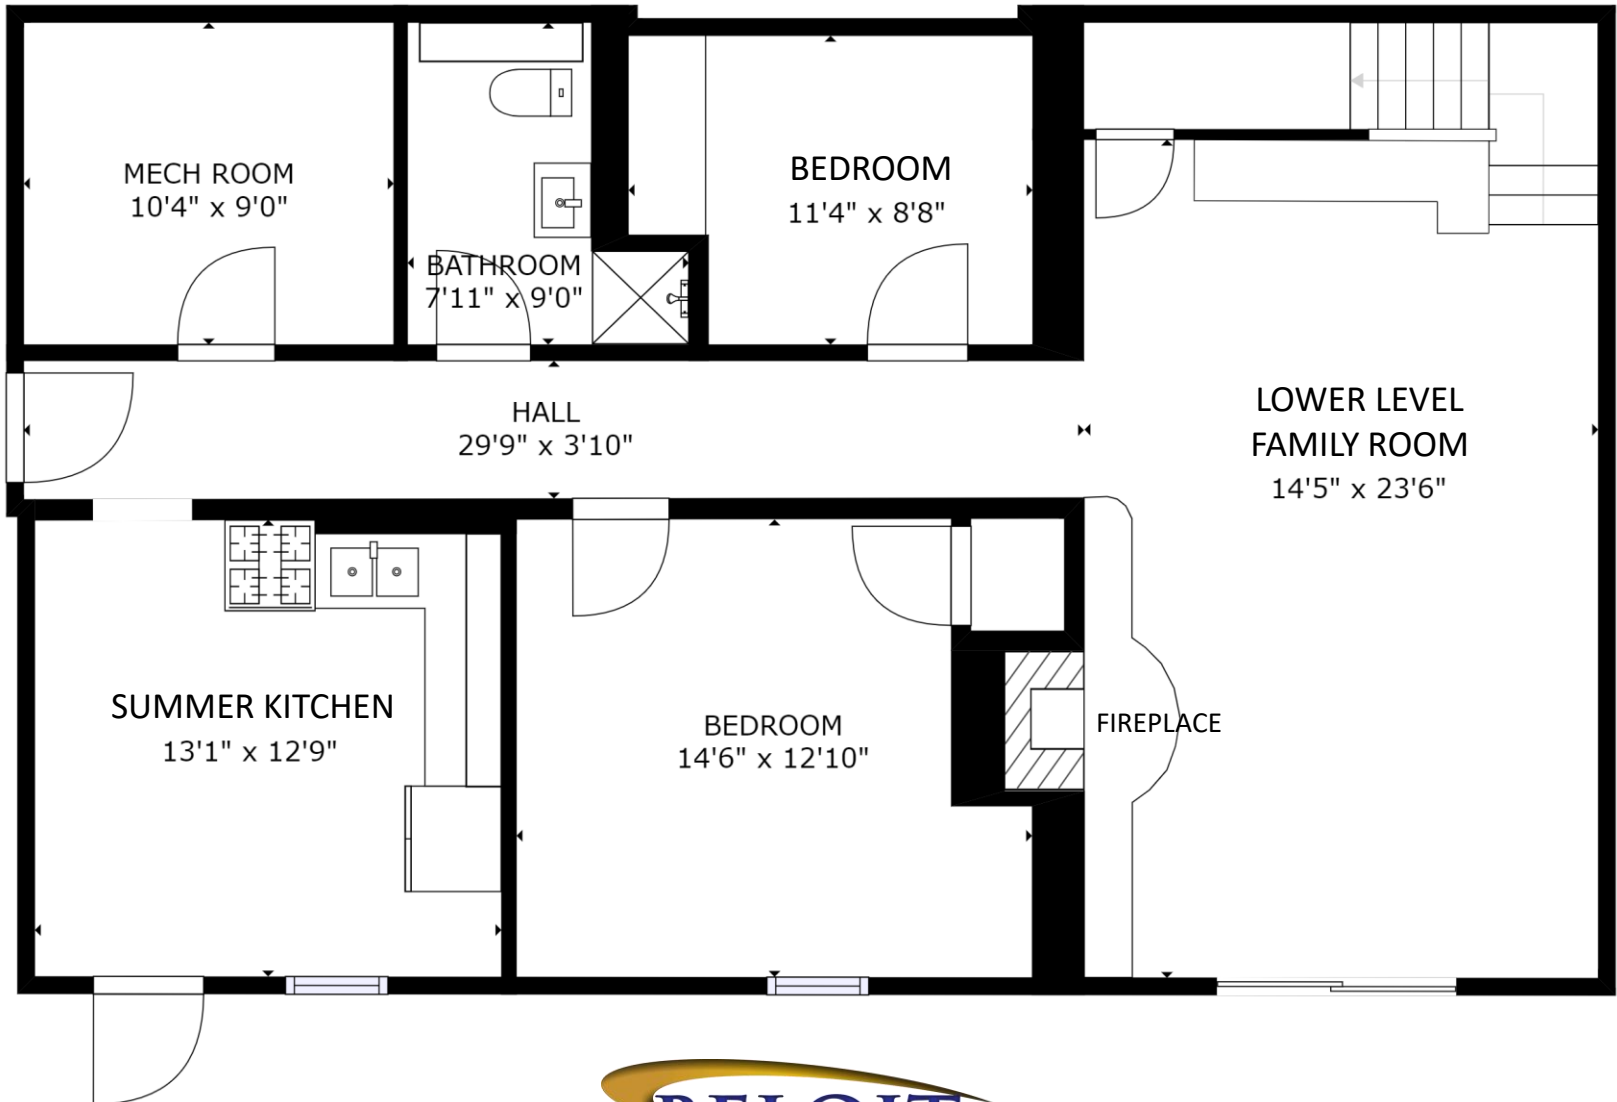 MECH ROOM
10'4" x 9'0"
BATHROOM
7'11" x 9'0"
BEDROOM
11'4" x 8'8"
HALL
29'9" x 3'10"
LOWER LEVEL
FAMILY ROOM
14'5" x 23'6"
SUMMER KITCHEN
13'1" x 12'9"
BEDROOM
14'6" x 12'10"
FIREPLACE
BELOIT